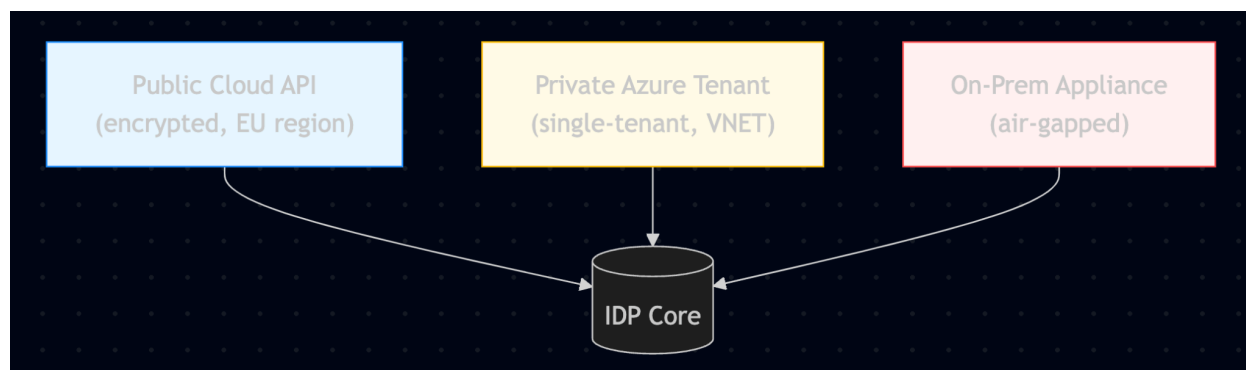 Public Cloud API
(encrypted, EU region)
Private Azure Tenant
(single-tenant, VNET)
On-Prem Appliance
(air-gapped)
IDP Core